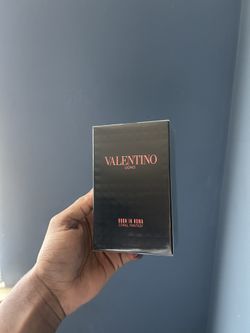 VALENTINO
UOMO
BORN IN ROMA
CORAL FANTASY